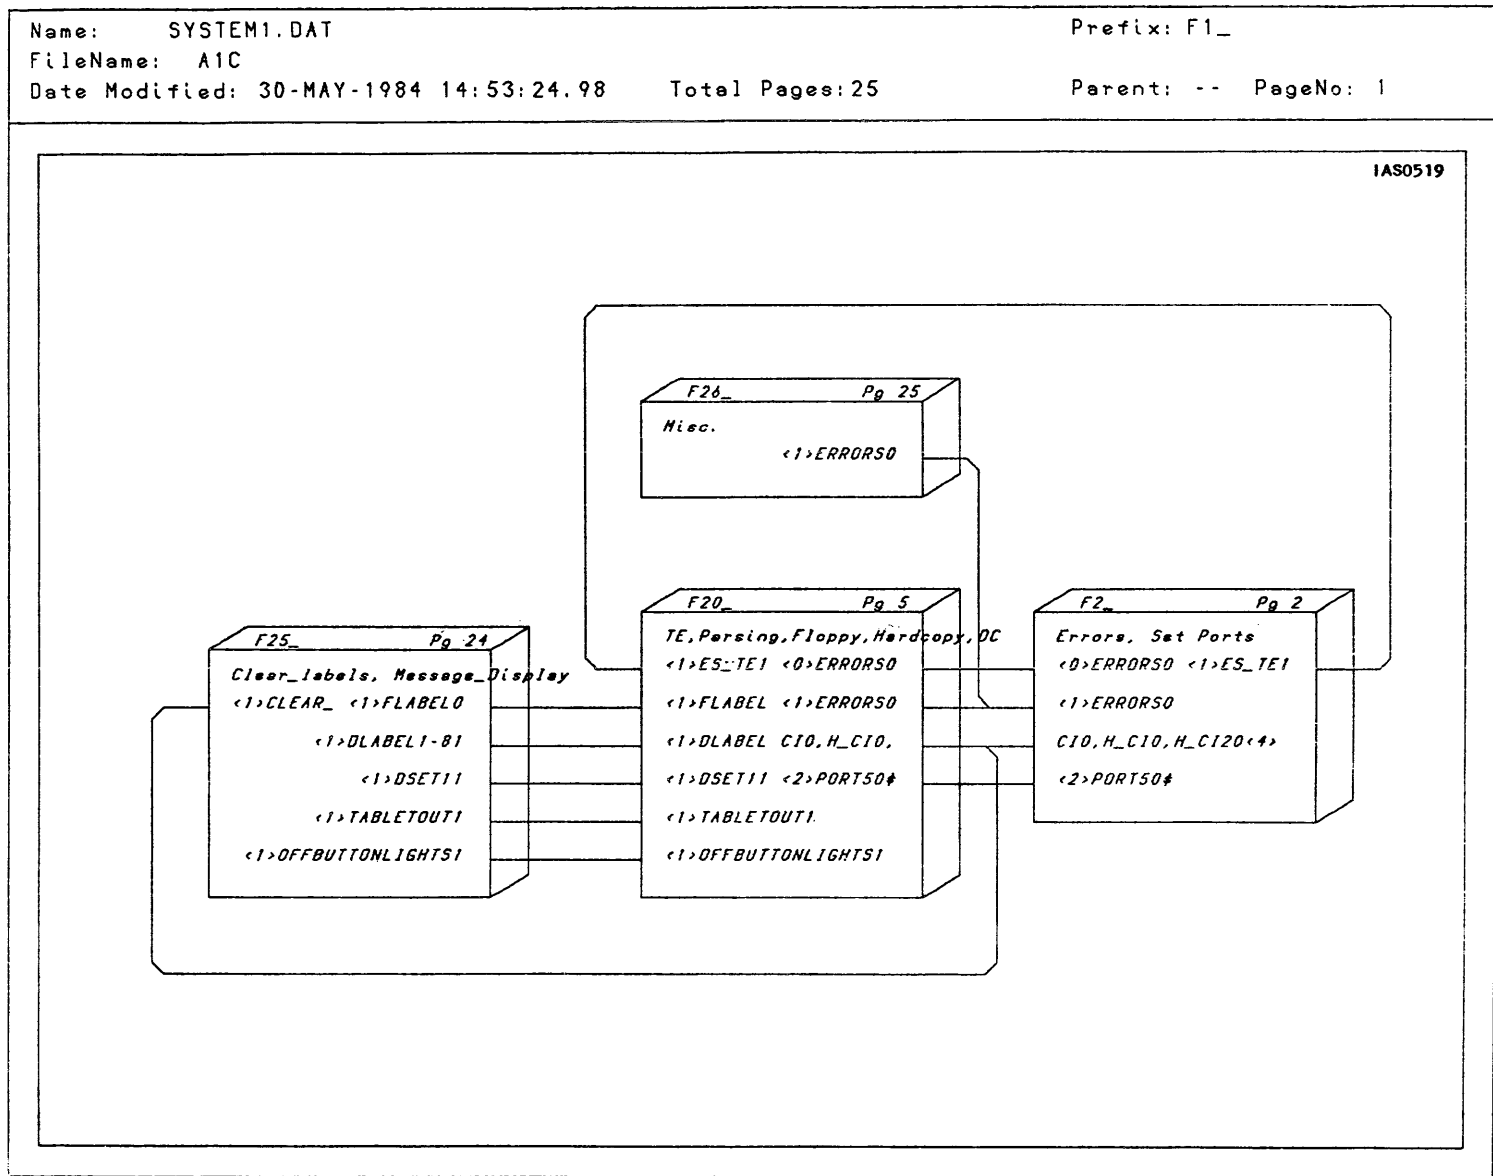 Name: SYSTEM1.DAT Prefix: F1_
FileName: A1C
Date Modified: 30-MAY-1984 14:53:24.98 Total Pages:25 Parent: -- PageNo: 1
IAS0519
F26_ Pg 25
Misc.
<1>ERRORS0
F25_ Pg 24
Clear_labels, Message_Display
<1>CLEAR_ <1>FLABEL0
<1>DLABEL1-81
<1>DSET11
<1>TABLETOUT1
<1>OFFBUTTONLIGHTS1
F20_ Pg 5
TE,Parsing,Floppy,Hardcopy,OC
<1>ES_TE1 <0>ERRORS0
<1>FLABEL <1>ERRORS0
<1>DLABEL CI0,H_CI0,
<1>DSET11 <2>PORT50#
<1>TABLETOUT1
<1>OFFBUTTONLIGHTS1
F2_ Pg 2
Errors, Set Ports
<0>ERRORS0 <1>ES_TE1
<1>ERRORS0
CI0,H_CI0,H_CI20<4>
<2>PORT50#